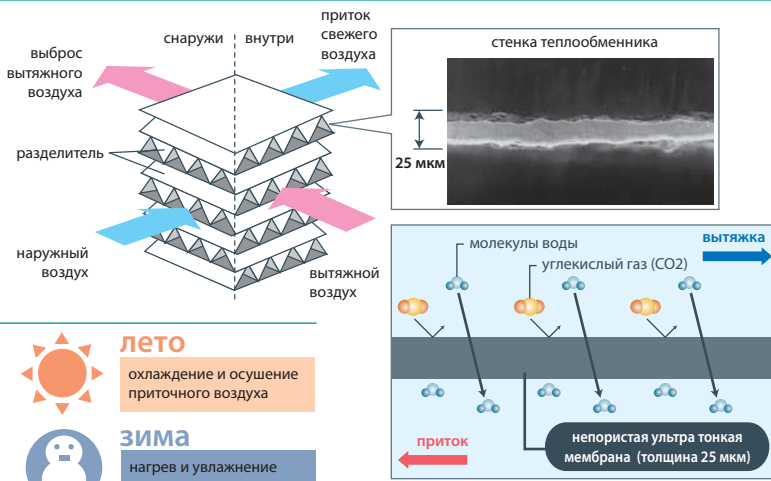 выброс
вытяжного
воздуха
снаружи
внутри
приток
свежего
воздуха
разделитель
наружный
воздух
вытяжной
воздух
стенка теплообменника
25 мкм
молекулы воды
углекислый газ (CO2)
вытяжка
приток
непористая ультра тонкая
мембрана (толщина 25 мкм)
лето
охлаждение и осушение
приточного воздуха
зима
нагрев и увлажнение